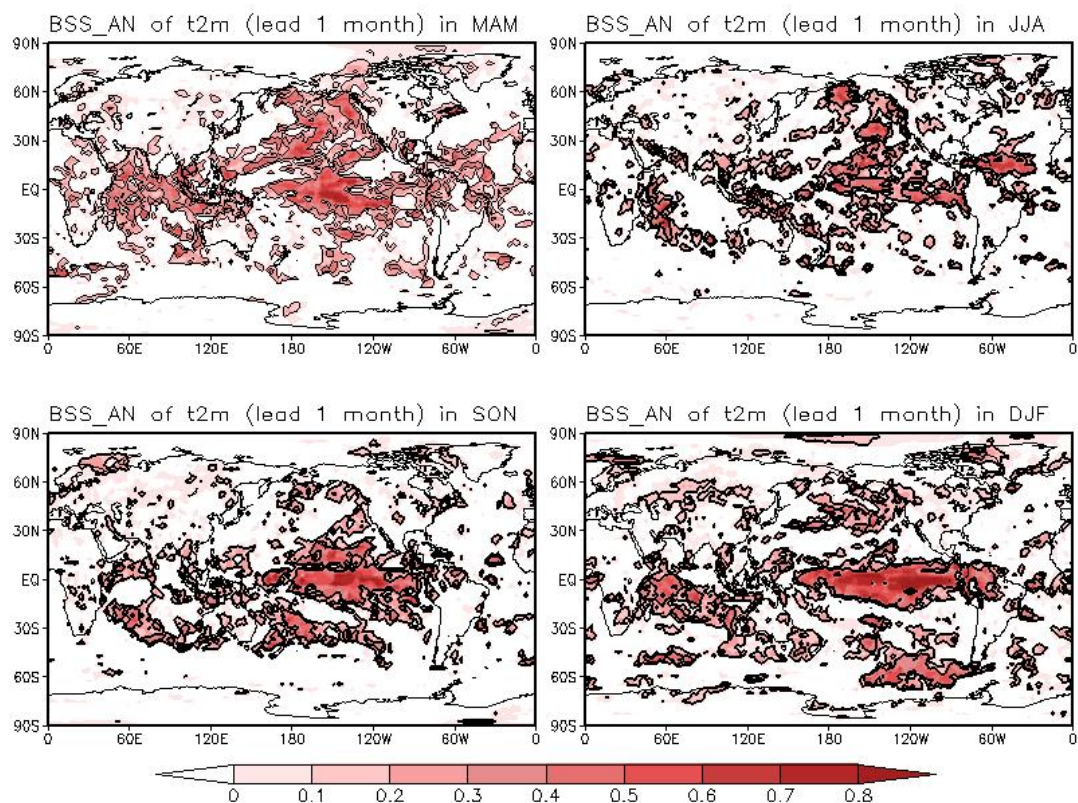 BSS_AN of t2m (lead 1 month) in MAM
90N
60N
30N
EQ
30S
60S
90S
0 60E 120E 180 120W 60W 0
BSS_AN of t2m (lead 1 month) in JJA
90N
60N
30N
EQ
30S
60S
90S
0 60E 120E 180 120W 60W 0
BSS_AN of t2m (lead 1 month) in SON
90N
60N
30N
EQ
30S
60S
90S
0 60E 120E 180 120W 60W 0
BSS_AN of t2m (lead 1 month) in DJF
90N
60N
30N
EQ
30S
60S
90S
0 60E 120E 180 120W 60W 0
0 0.1 0.2 0.3 0.4 0.5 0.6 0.7 0.8